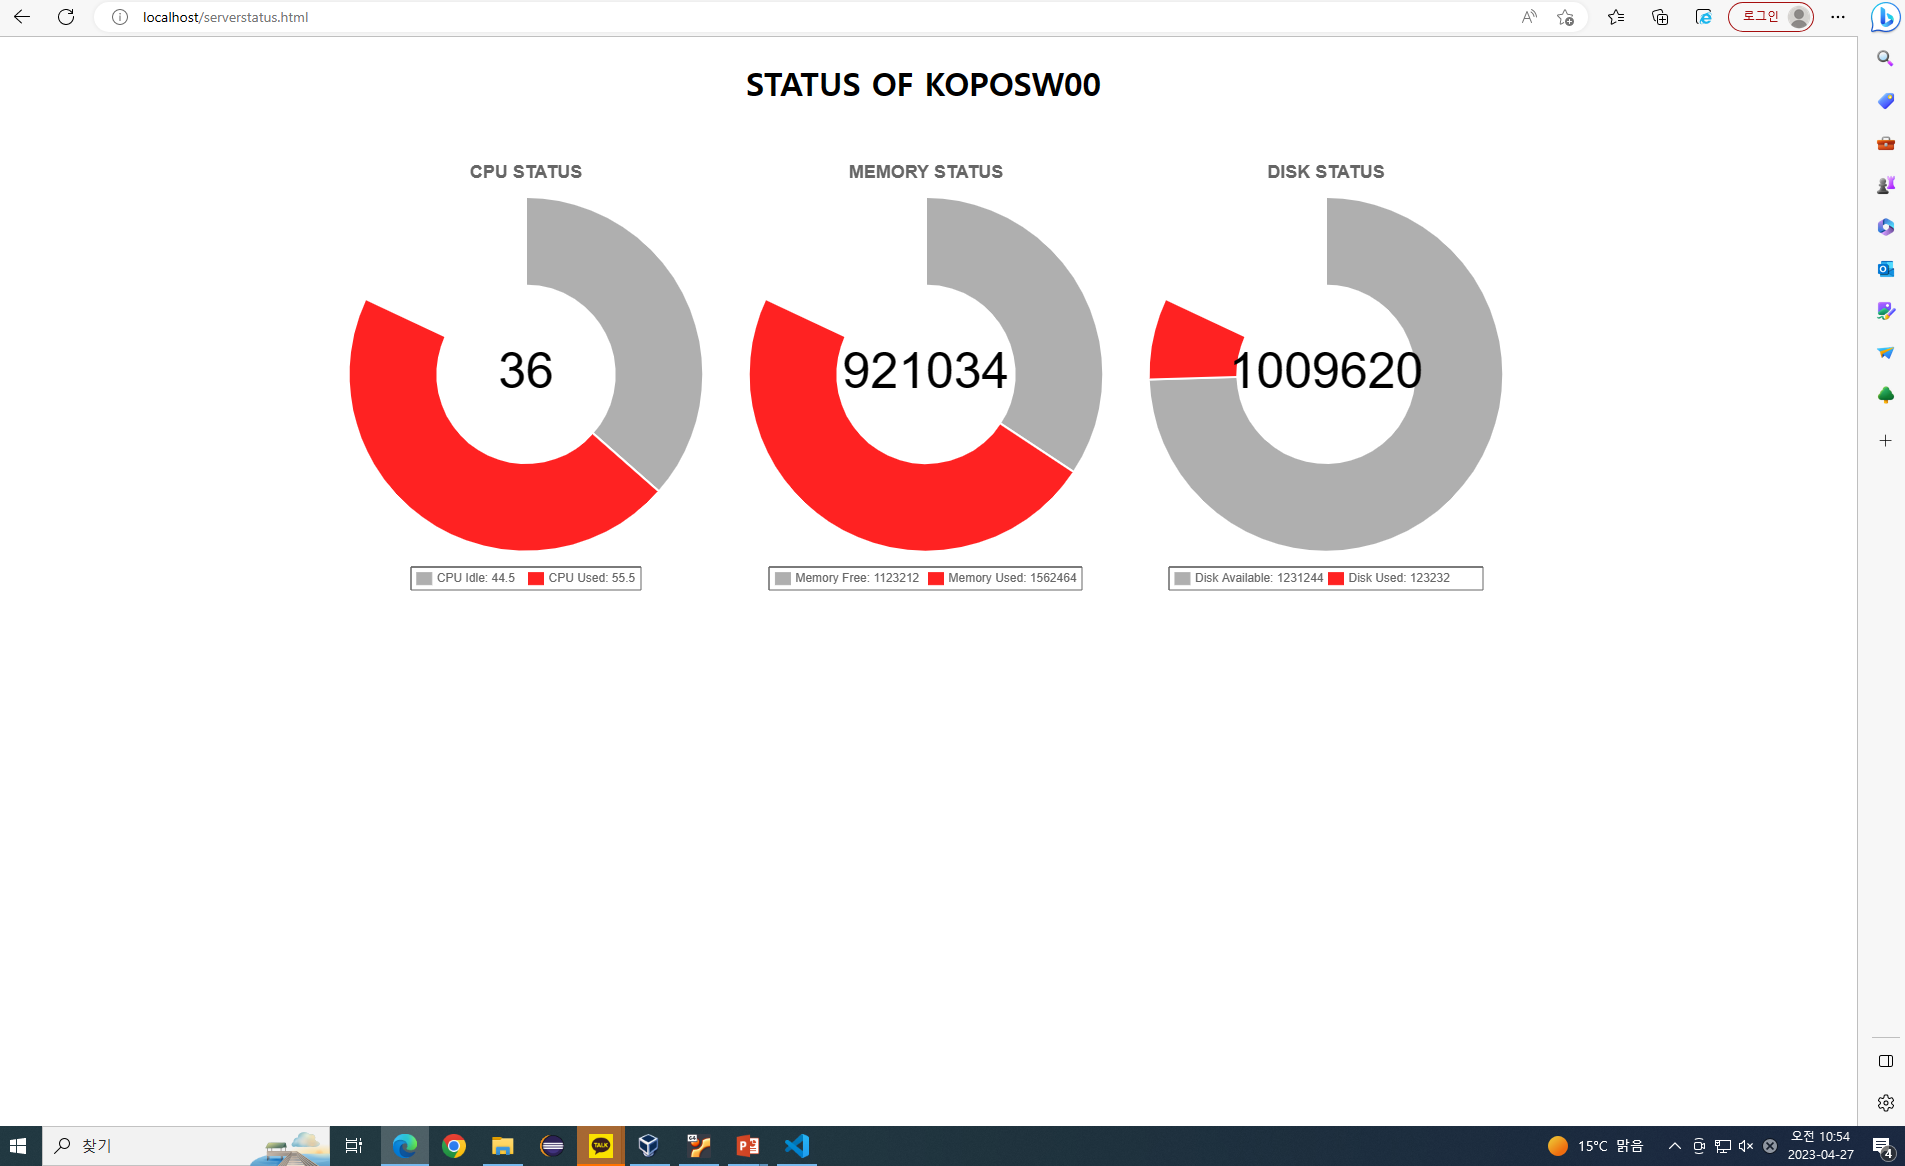 localhost/serverstatus.html
로그인
STATUS OF KOPOSW00
CPU STATUS
MEMORY STATUS
DISK STATUS
36
921034
1009620
CPU Idle: 44.5 CPU Used: 55.5
Memory Free: 1123212 Memory Used: 1562464
Disk Available: 1231244 Disk Used: 123232
찾기
TALK
15°C 맑음
오전 10:54
2023-04-27
4